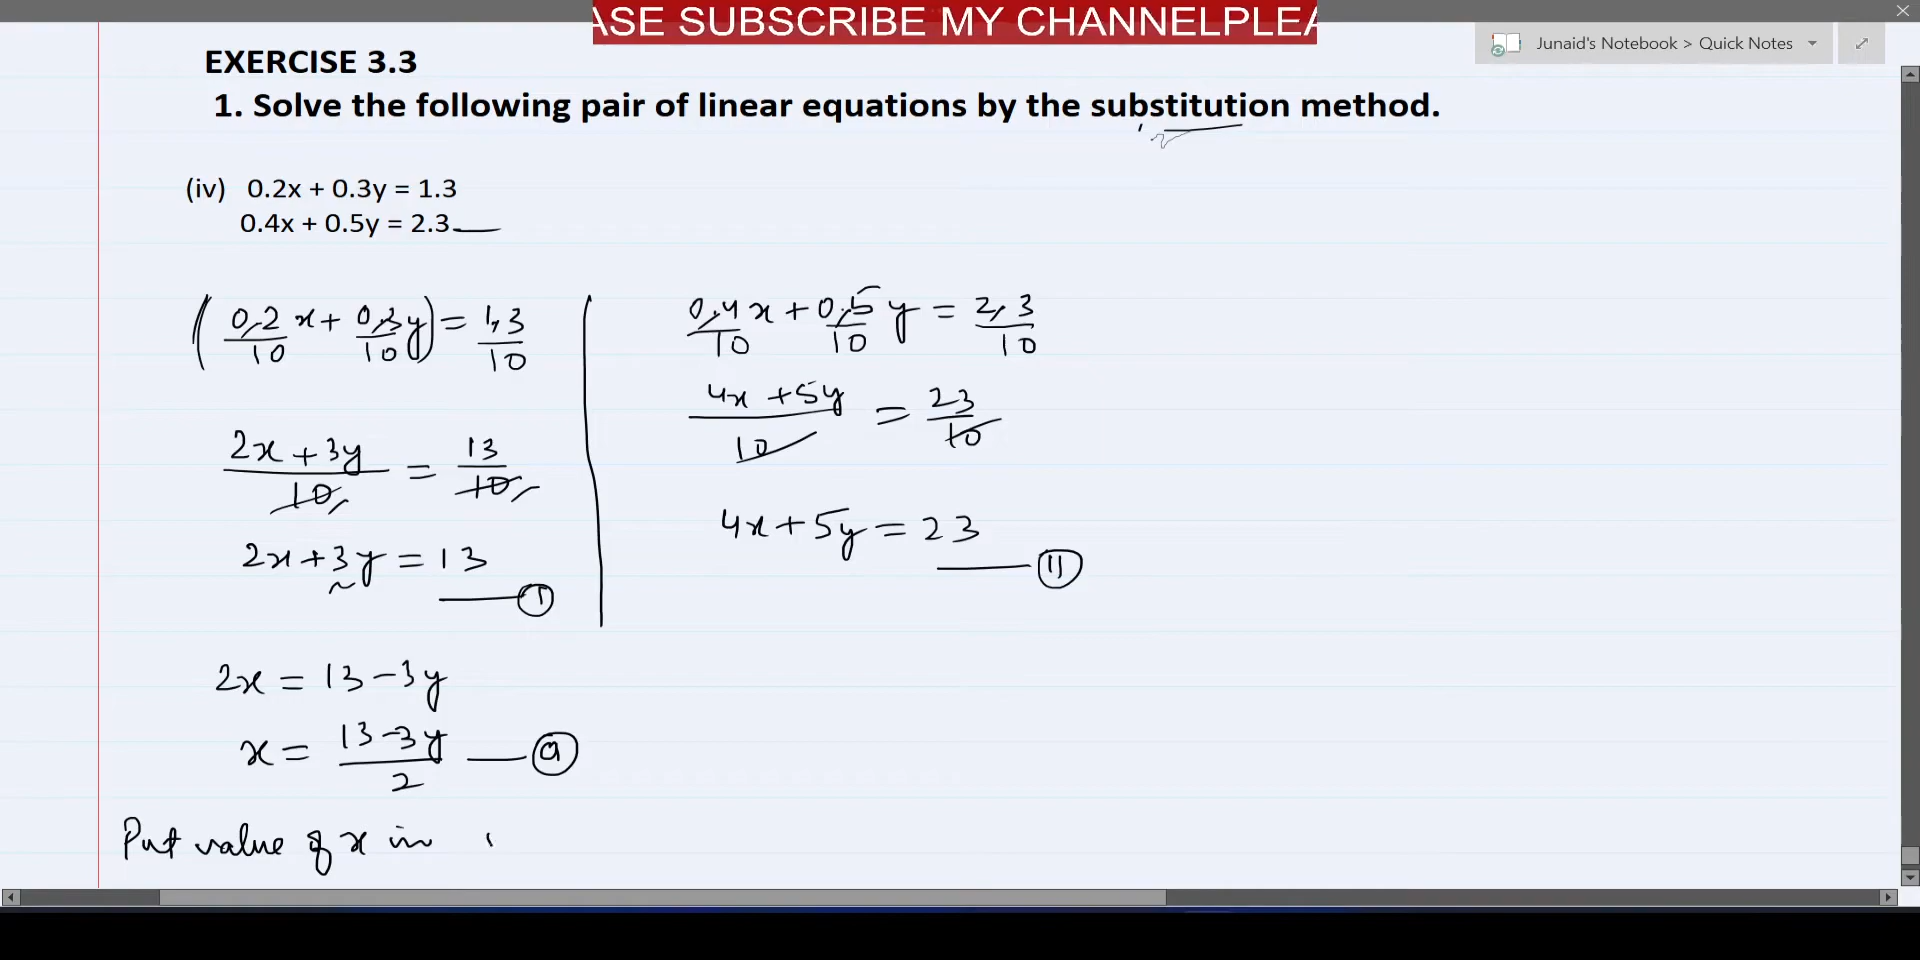 ASE SUBSCRIBE MY CHANNELPLEA
Junaid's Notebook > Quick Notes
EXERCISE 3.3
1. Solve the following pair of linear equations by the substitution method.
(iv) 0.2x + 0.3y = 1.3
0.4x + 0.5y = 2.3
(0.2/10 x + 0.3/10 y) = 1.3/10
2x + 3y / 10 = 13/10
2x + 3y = 13 —— I
0.4/10 x + 0.5/10 y = 2.3/10
4x + 5y / 10 = 23/10
4x + 5y = 23 —— II
2x = 13 - 3y
x = 13 - 3y / 2 —— a
Put value of x in